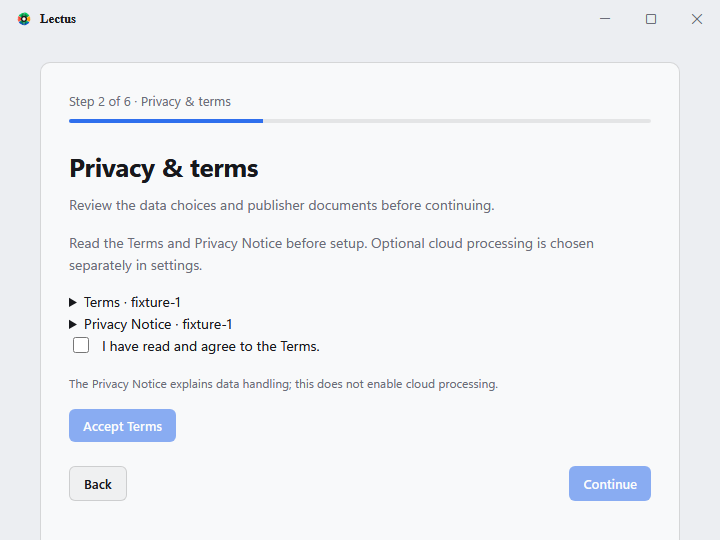 Lectus
Step 2 of 6 · Privacy & terms
Privacy & terms
Review the data choices and publisher documents before continuing.
Read the Terms and Privacy Notice before setup. Optional cloud processing is chosen
separately in settings.
Terms · fixture-1
Privacy Notice · fixture-1
I have read and agree to the Terms.
The Privacy Notice explains data handling; this does not enable cloud processing.
Accept Terms
Back
Continue